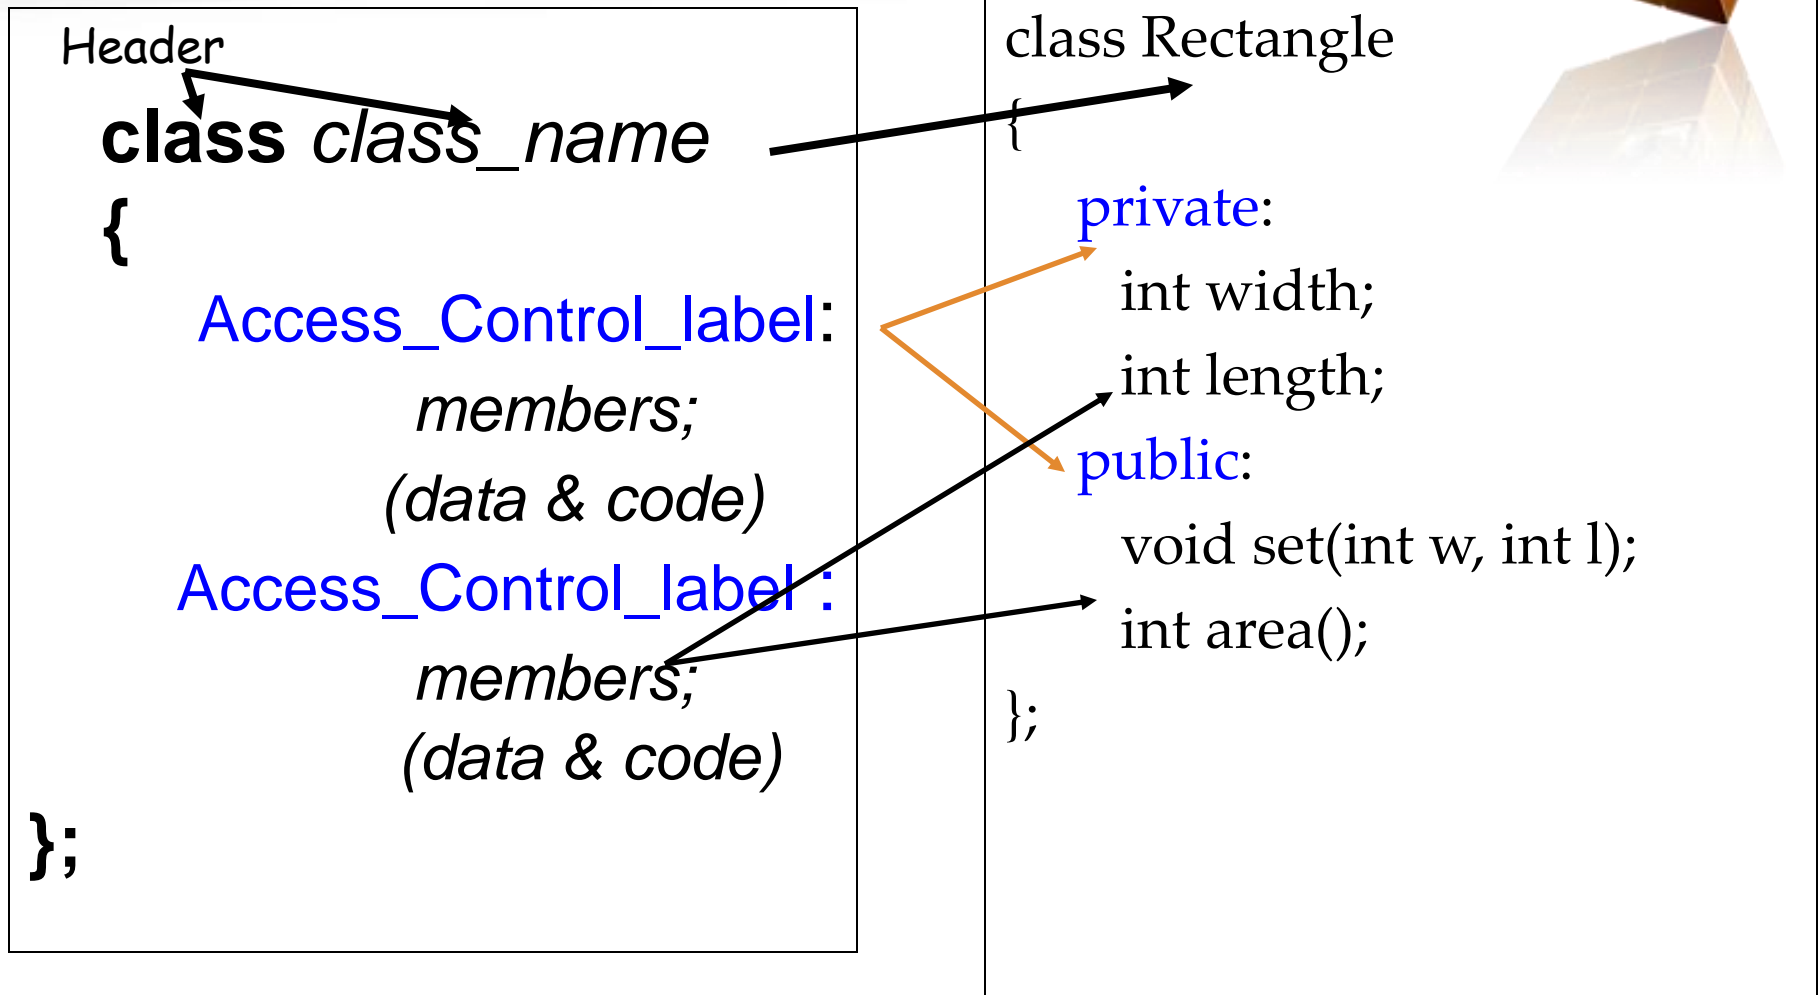 Header
class class_name
{
Access_Control_label:
members;
(data & code)
Access_Control_label :
members;
(data & code)
};
class Rectangle
{
private:
int width;
int length;
public:
void set(int w, int l);
int area();
};